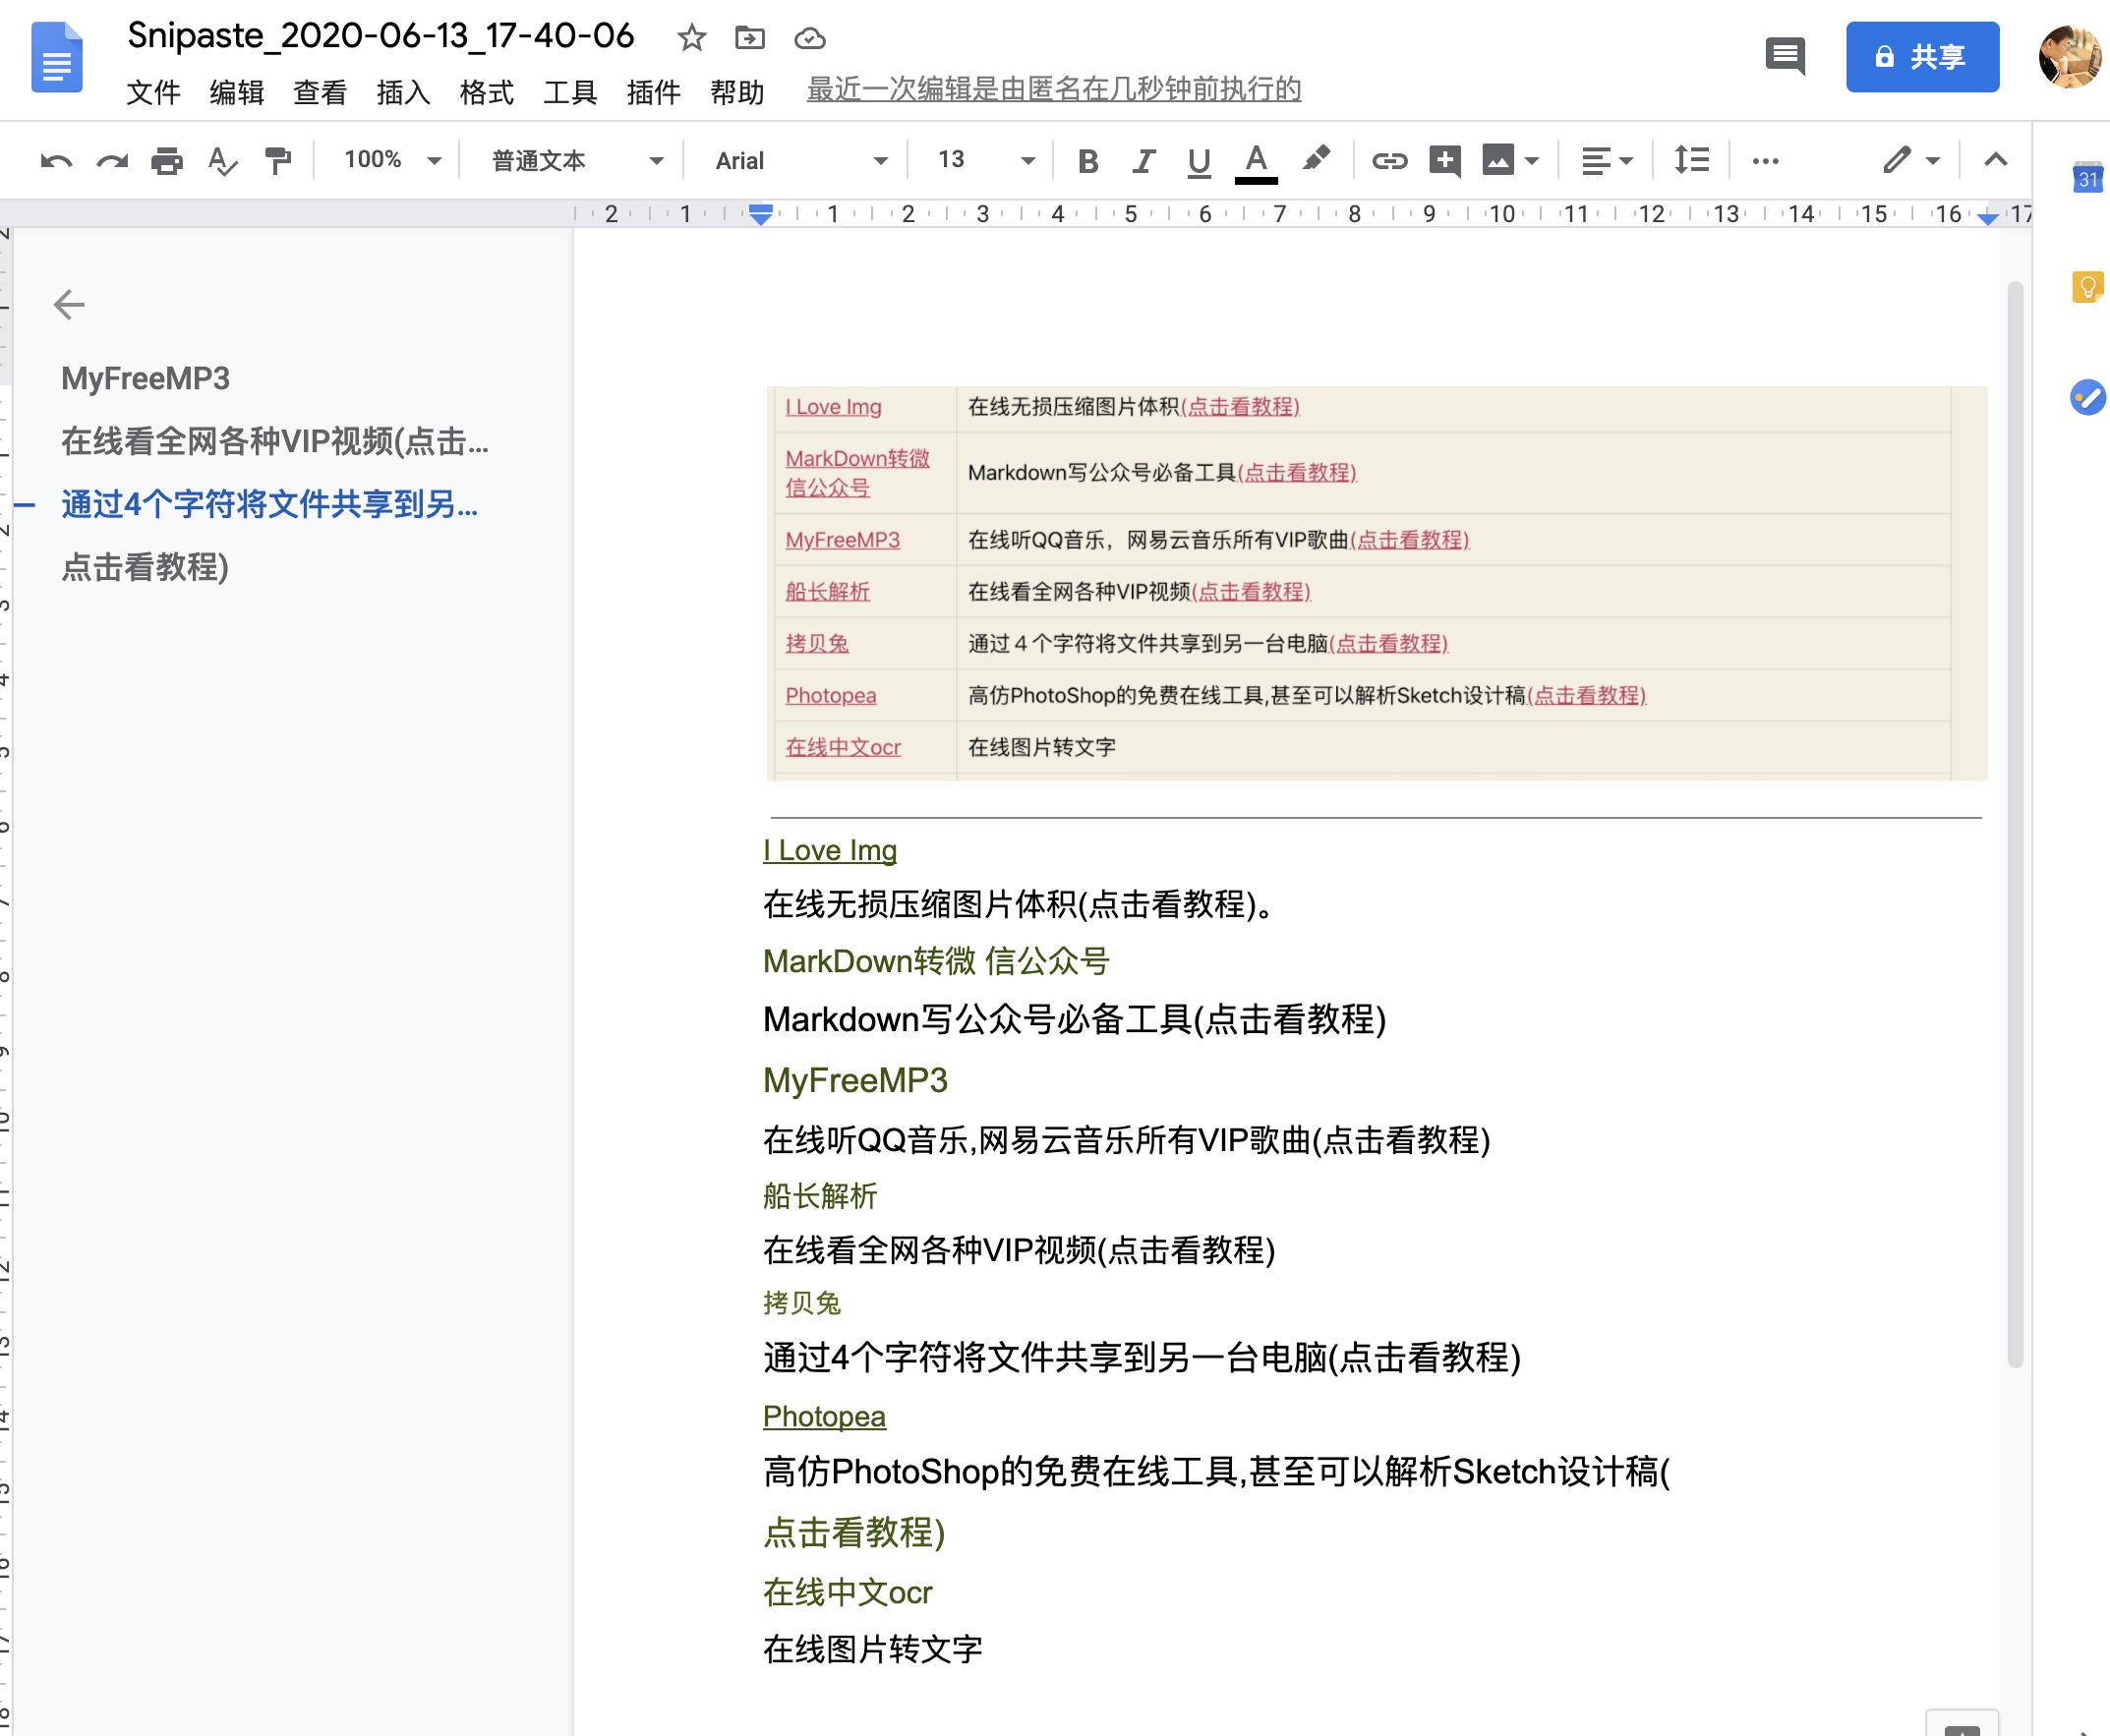 Snipaste_2020-06-13_17-40-06
共享
文件 编辑 查看 插入 格式 工具 插件 帮助 最近一次编辑是由匿名在几秒钟前执行的
100% 普通文本 Arial 13 B I U A
31
2 1 1 2 3 4 5 6 7 8 9 10 11 12 13 14 15 16 17
MyFreeMP3
在线看全网各种VIP视频(点击...
通过4个字符将文件共享到另...
点击看教程)
I Love Img 在线无损压缩图片体积(点击看教程)
MarkDown转微
信公众号
Markdown写公众号必备工具(点击看教程)
MyFreeMP3 在线听QQ音乐，网易云音乐所有VIP歌曲(点击看教程)
船长解析 在线看全网各种VIP视频(点击看教程)
拷贝兔 通过 4 个字符将文件共享到另一台电脑(点击看教程)
Photopea 高仿PhotoShop的免费在线工具,甚至可以解析Sketch设计稿(点击看教程)
在线中文ocr 在线图片转文字
I Love Img
在线无损压缩图片体积(点击看教程)。
MarkDown转微 信公众号
Markdown写公众号必备工具(点击看教程)
MyFreeMP3
在线听QQ音乐,网易云音乐所有VIP歌曲(点击看教程)
船长解析
在线看全网各种VIP视频(点击看教程)
拷贝兔
通过4个字符将文件共享到另一台电脑(点击看教程)
Photopea
高仿PhotoShop的免费在线工具,甚至可以解析Sketch设计稿(
点击看教程)
在线中文ocr
在线图片转文字
2 1 1 2 3 4 5 6 7 8 9 10 11 12 13 14 15 16 17 18